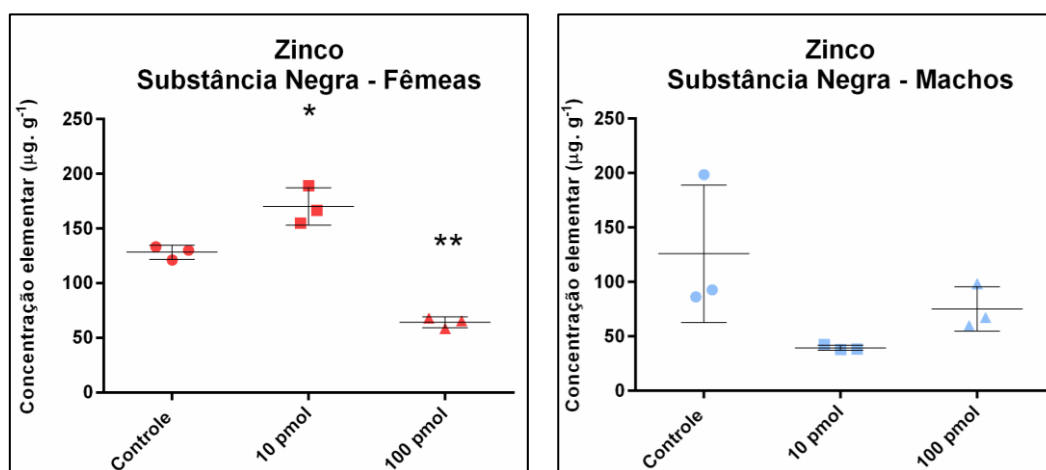 Zinco
Substância Negra - Fêmeas
*
**
Concentração elementar (µg. g⁻¹)
250
200
150
100
50
0
Controle
10 pmol
100 pmol
Zinco
Substância Negra - Machos
Concentração elementar (µg. g⁻¹)
250
200
150
100
50
0
Controle
10 pmol
100 pmol